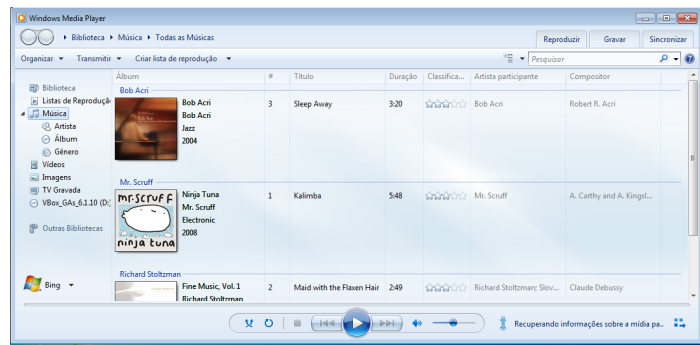 Windows Media Player
Biblioteca ▸ Música ▸ Todas as Músicas
Reproduzir Gravar Sincronizar
Organizar Transmitir Criar lista de reprodução Pesquisar
Álbum # Título Duração Classifica... Artista participante Compositor
Biblioteca
Listas de Reproduçã
Música
Artista
Álbum
Gênero
Vídeos
Imagens
TV Gravada
VBox_GAs_6.1.10 (D:
Outras Bibliotecas
Bing
Bob Acri
Bob Acri
Bob Acri
Jazz
2004
3 Sleep Away 3:20 Bob Acri Robert R. Acri
Mr. Scruff
mr.scruff
ninja tuna
Ninja Tuna
Mr. Scruff
Electronic
2008
1 Kalimba 5:48 Mr. Scruff A. Carthy and A. Kingsl...
Richard Stoltzman
Fine Music, Vol. 1
Richard Stoltzman
2 Maid with the Flaxen Hair 2:49 Richard Stoltzman; Slov... Claude Debussy
Recuperando informações sobre a mídia pa..